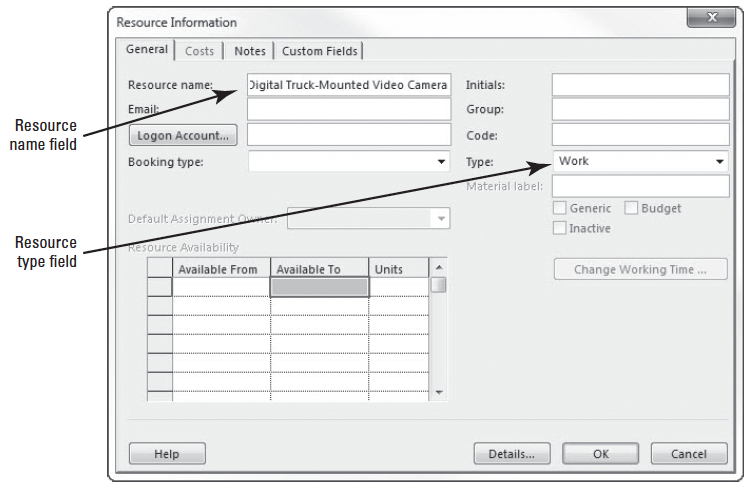 Resource Information
General Costs Notes Custom Fields
Resource name: Digital Truck-Mounted Video Camera Initials:
Email: Group:
Resource
name field
Logon Account... Code:
Booking type: Type: Work
Material label:
Generic Budget
Default Assignment Owner:
Inactive
Resource
type field
Resource Availability
Available From Available To Units
Change Working Time ...
Help Details... OK Cancel